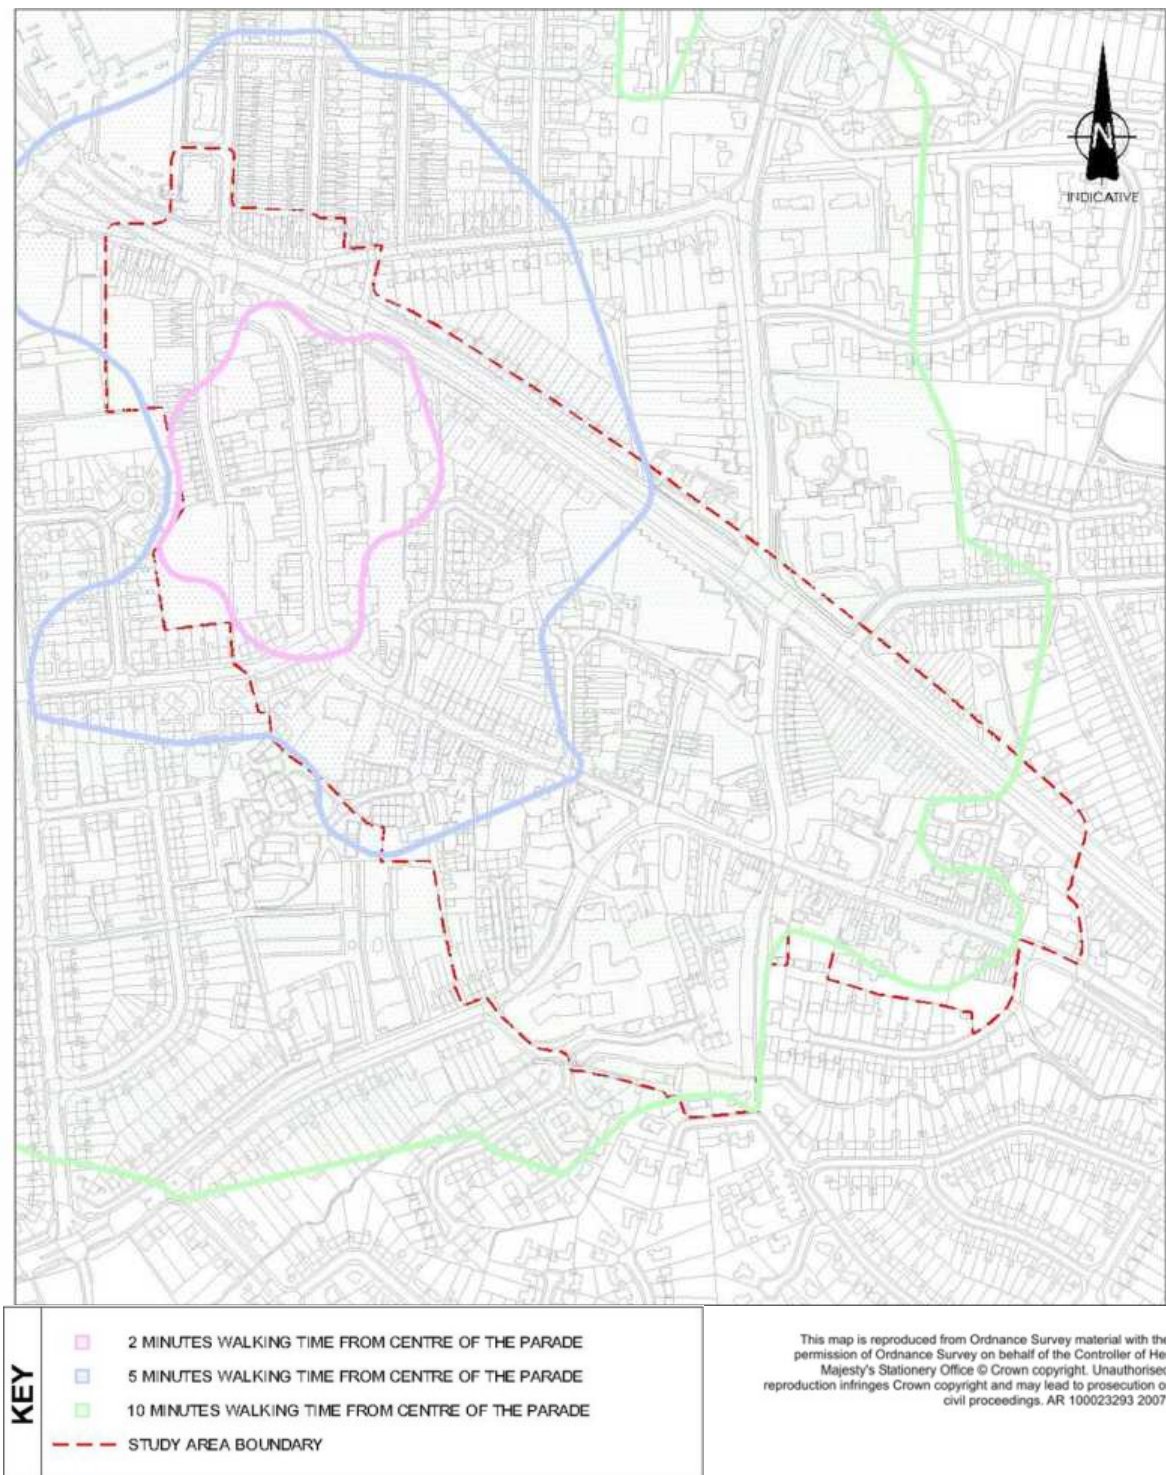 N
INDICATIVE
KEY
2 MINUTES WALKING TIME FROM CENTRE OF THE PARADE
5 MINUTES WALKING TIME FROM CENTRE OF THE PARADE
10 MINUTES WALKING TIME FROM CENTRE OF THE PARADE
STUDY AREA BOUNDARY
This map is reproduced from Ordnance Survey material with the
permission of Ordnance Survey on behalf of the Controller of He
Majesty's Stationery Office © Crown copyright. Unauthorised
reproduction infringes Crown copyright and may lead to prosecution o
civil proceedings. AR 100023293 2007